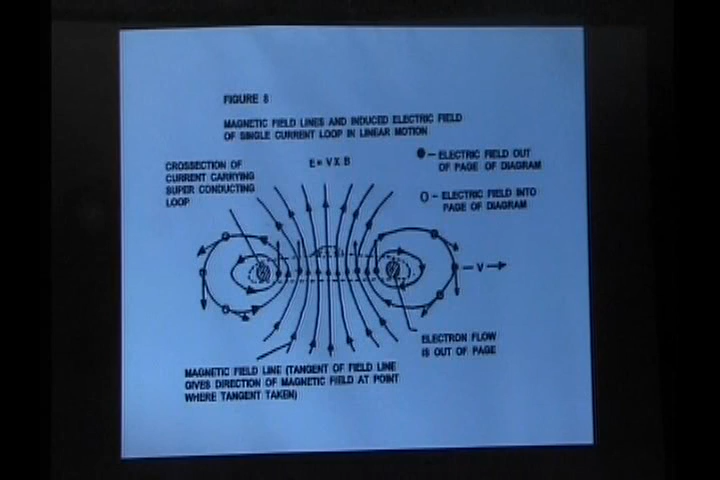 FIGURE 8
MAGNETIC FIELD LINES AND INDUCED ELECTRIC FIELD
OF SINGLE CURRENT LOOP IN LINEAR MOTION
CROSSECTION OF
CURRENT CARRYING
SUPER CONDUCTING
LOOP
E = V X B
– ELECTRIC FIELD OUT
OF PAGE OF DIAGRAM
– ELECTRIC FIELD INTO
PAGE OF DIAGRAM
V
ELECTRON FLOW
IS OUT OF PAGE
MAGNETIC FIELD LINE (TANGENT OF FIELD LINE
GIVES DIRECTION OF MAGNETIC FIELD AT POINT
WHERE TANGENT TAKEN)